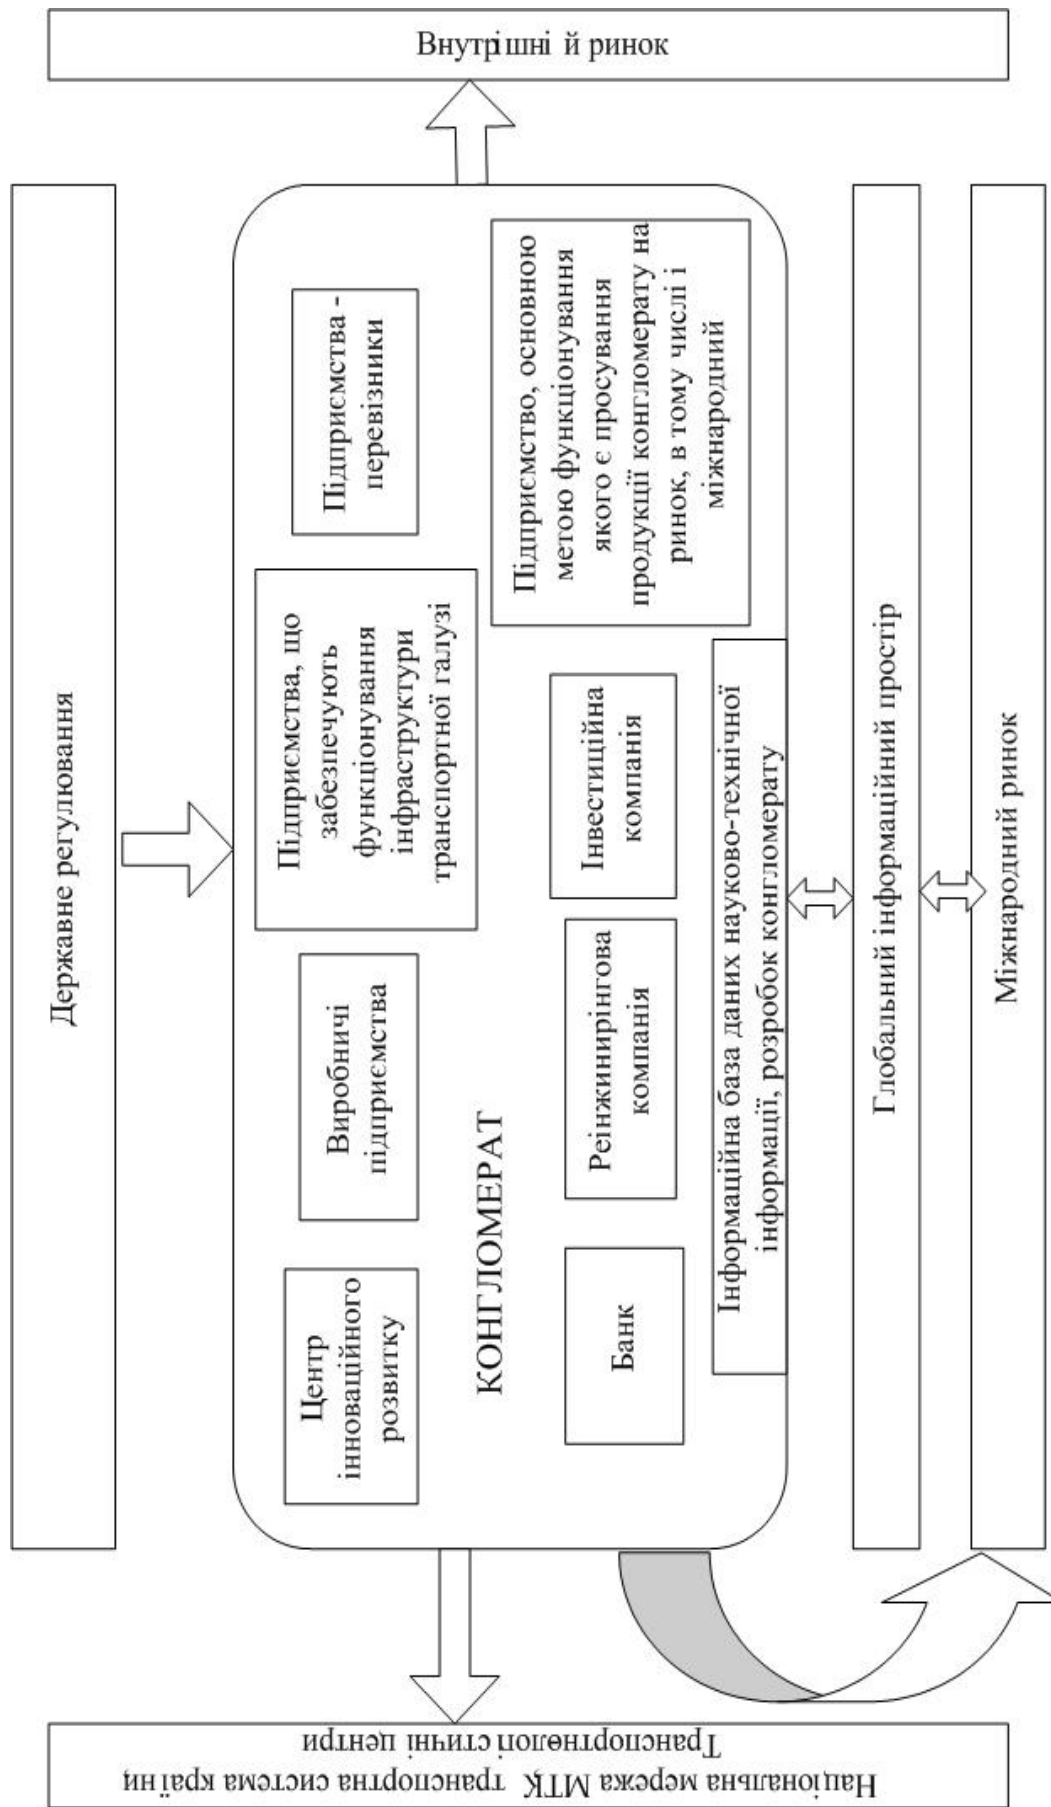 Державне регулювання
Центр
інноваційного
розвитку
Виробничі
підприємства
Підприємства, що
забезпечують
функціонування
інфраструктури
транспортної галузі
Підприємства -
перевізники
КОНГЛОМЕРАТ
Банк
Реінжинирінгова
компанія
Інвестиційна
компанія
Підприємство, основною
метою функціонування
якого є просування
продукції конгломерату на
ринок, в тому числі і
міжнародний
Інформаційна база даних науково-технічної
інформації, розробок конгломерату
Глобальний інформаційний простір
Міжнародний ринок
Національна мережа МТК, транспортна система країни,
Транспортно-логістичні центри
Внутрішній ринок